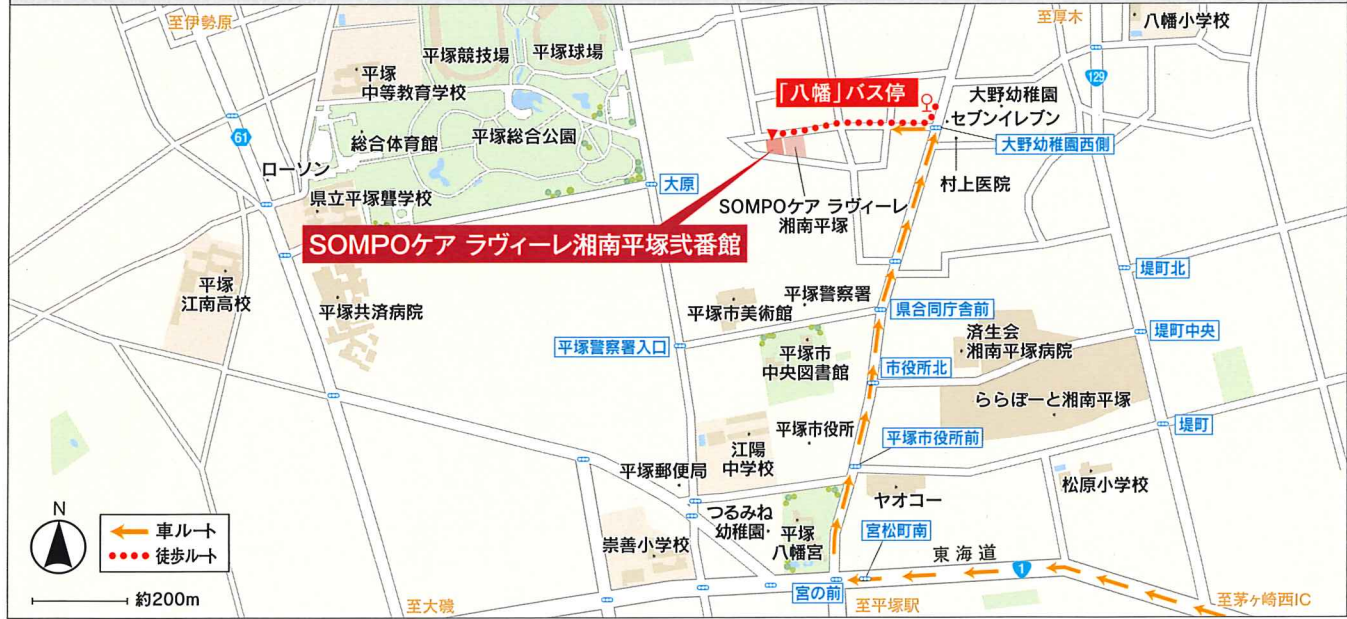 至伊勢原
至厚木
八幡小学校
平塚競技場
平塚球場
平塚
中等教育学校
129
「八幡」バス停
大野幼稚園
セブンイレブン
61
総合体育館
平塚総合公園
大野幼稚園西側
ローソン
村上医院
大原
県立平塚聾学校
SOMPOケア ラヴィーレ
湘南平塚
SOMPOケア ラヴィーレ湘南平塚弐番館
平塚
江南高校
堤町北
平塚共済病院
平塚市美術館
平塚警察署
県合同庁舎前
済生会
湘南平塚病院
堤町中央
平塚警察署入口
平塚市
中央図書館
市役所北
ららぽーと湘南平塚
堤町
平塚市役所
平塚市役所前
江陽
中学校
平塚郵便局
松原小学校
ヤオコー
つるみね
幼稚園
平塚
八幡宮
宮松町南
N
車ルート
徒歩ルート
崇善小学校
東海道
1
約200m
至大磯
宮の前
至平塚駅
至茅ヶ崎西IC